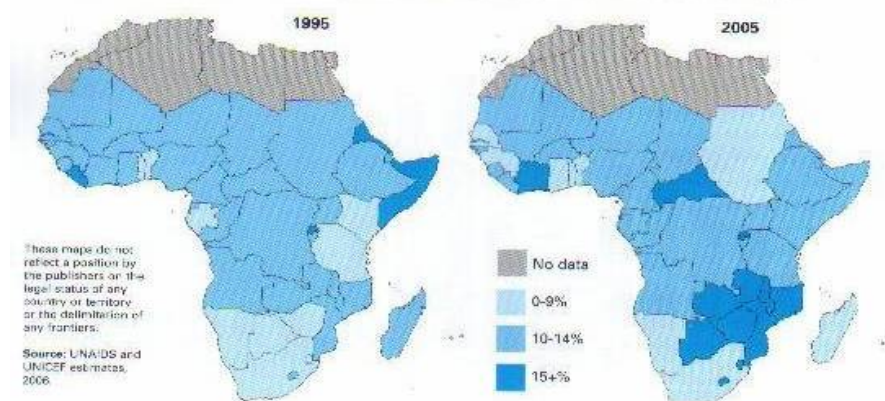 1995
2005
These maps do not
reflect a position by
the publishers on the
legal status of any
country or territory
or the delimitation of
any frontiers.
Source: UNAIDS and
UNICEF estimates,
2006
No data
0-9%
10-14%
15+%